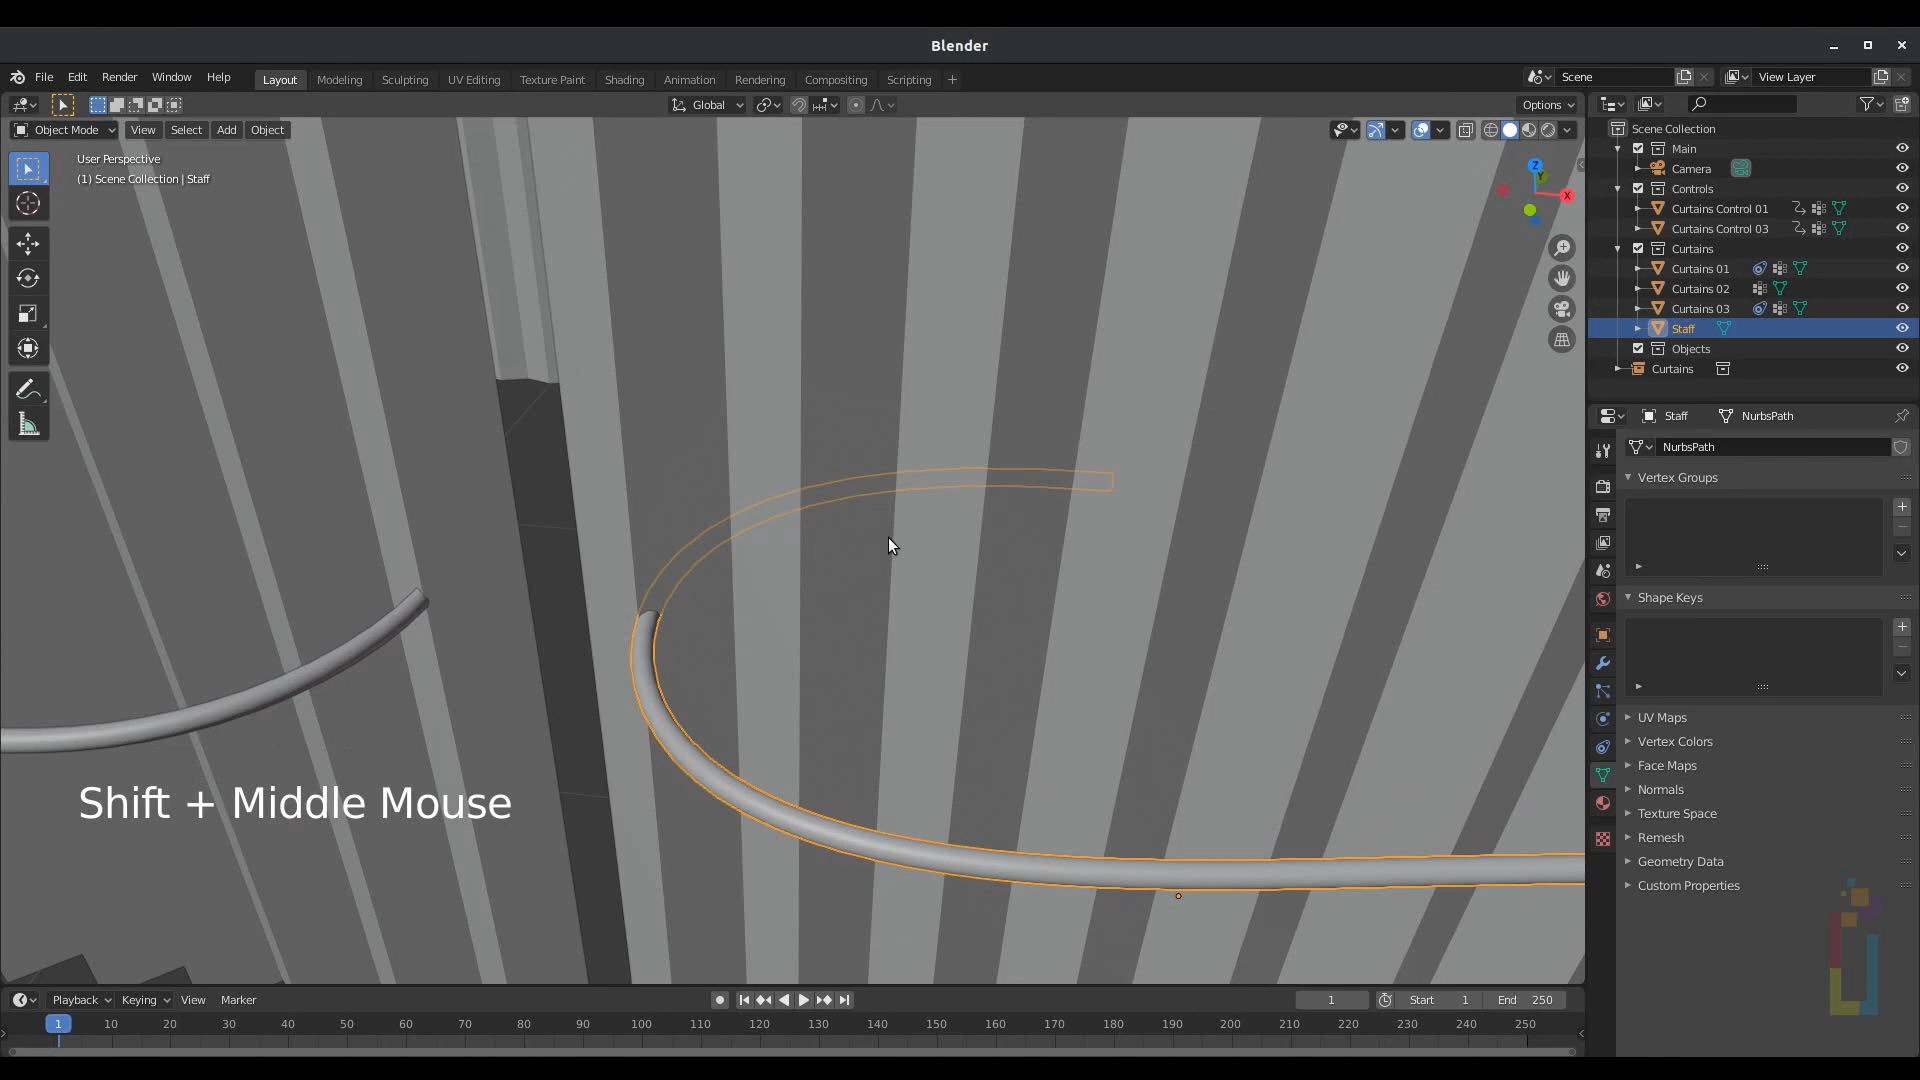 Blender
File Edit Render Window Help
Layout Modeling Sculpting UV Editing Texture Paint Shading Animation Rendering Compositing Scripting +
Scene
View Layer
Global
Options
Object Mode View Select Add Object
User Perspective
(1) Scene Collection | Staff
Z
Y
X
Scene Collection
Main
Camera
Controls
Curtains Control 01
Curtains Control 03
Curtains
Curtains 01
Curtains 02
Curtains 03
Staff
Objects
Curtains
Staff NurbsPath
NurbsPath
Vertex Groups
Shape Keys
UV Maps
Vertex Colors
Face Maps
Normals
Texture Space
Remesh
Geometry Data
Custom Properties
Shift + Middle Mouse
Playback Keying View Marker
1 Start 1 End 250
1 10 20 30 40 50 60 70 80 90 100 110 120 130 140 150 160 170 180 190 200 210 220 230 240 250